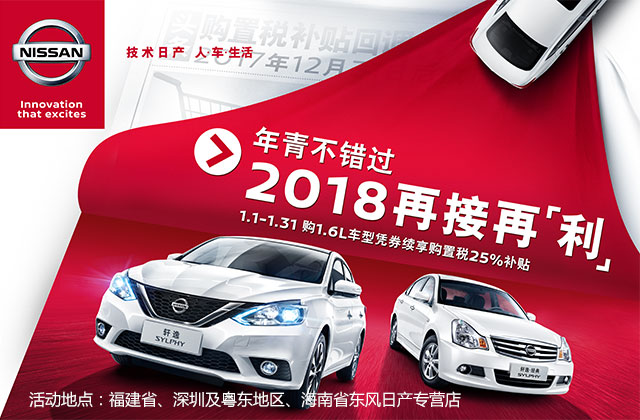 NISSAN
Innovation
that excites
技术日产 人·车·生活
购置税补贴回调
2017年12月
年青不错过
2018再接再「利」
1.1-1.31 购1.6L车型凭券续享购置税25%补贴
轩逸
SYLPHY
轩逸·经典
SYLPHY
活动地点：福建省、深圳及粤东地区、海南省东风日产专营店